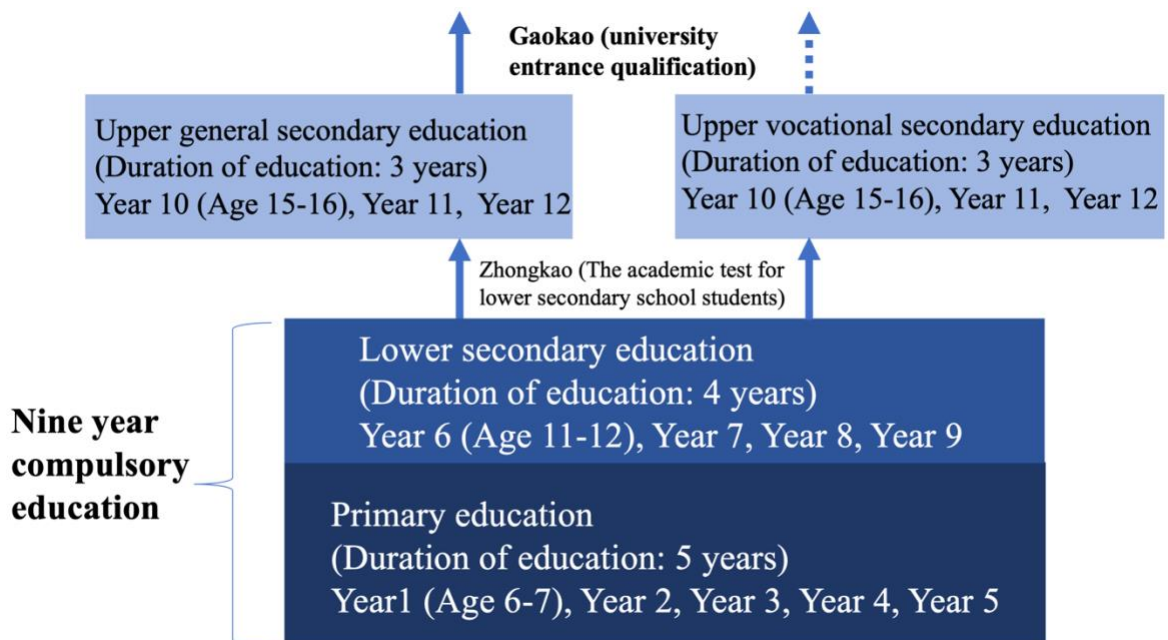 Gaokao (university
entrance qualification)
Upper general secondary education
(Duration of education: 3 years)
Year 10 (Age 15-16), Year 11,  Year 12
Upper vocational secondary education
(Duration of education: 3 years)
Year 10 (Age 15-16), Year 11,  Year 12
Zhongkao (The academic test for
lower secondary school students)
Lower secondary education
(Duration of education: 4 years)
Year 6 (Age 11-12), Year 7, Year 8, Year 9
Nine year
compulsory
education
Primary education
(Duration of education: 5 years)
Year1 (Age 6-7), Year 2, Year 3, Year 4, Year 5